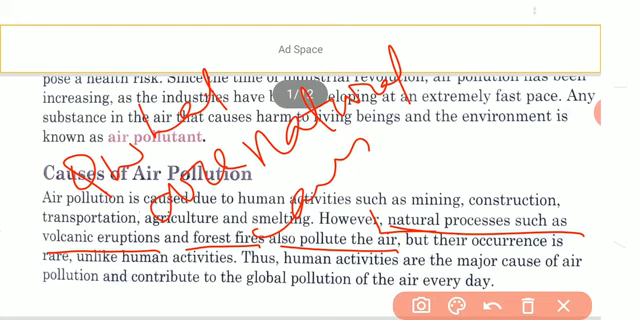 Ad Space
pose a health risk. Since the time of industrial revolution, air pollution has been
increasing, as the industries have b eloping at an extremely fast pace. Any
1/12
substance in the air that causes harm to living beings and the environment is
known as air pollutant.
Q what
are natural
caus
Causes of Air Pollution
Air pollution is caused due to human activities such as mining, construction,
transportation, agriculture and smelting. However, natural processes such as
volcanic eruptions and forest fires also pollute the air, but their occurrence is
rare, unlike human activities. Thus, human activities are the major cause of air
pollution and contribute to the global pollution of the air every day.